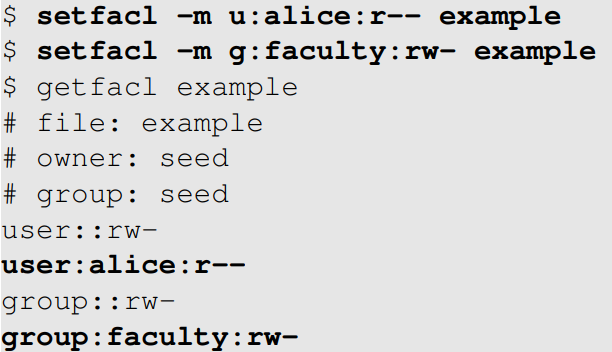 $ setfacl -m u:alice:r-- example
$ setfacl -m g:faculty:rw- example
$ getfacl example
# file: example
# owner: seed
# group: seed
user::rw-
user:alice:r--
group::rw-
group:faculty:rw-